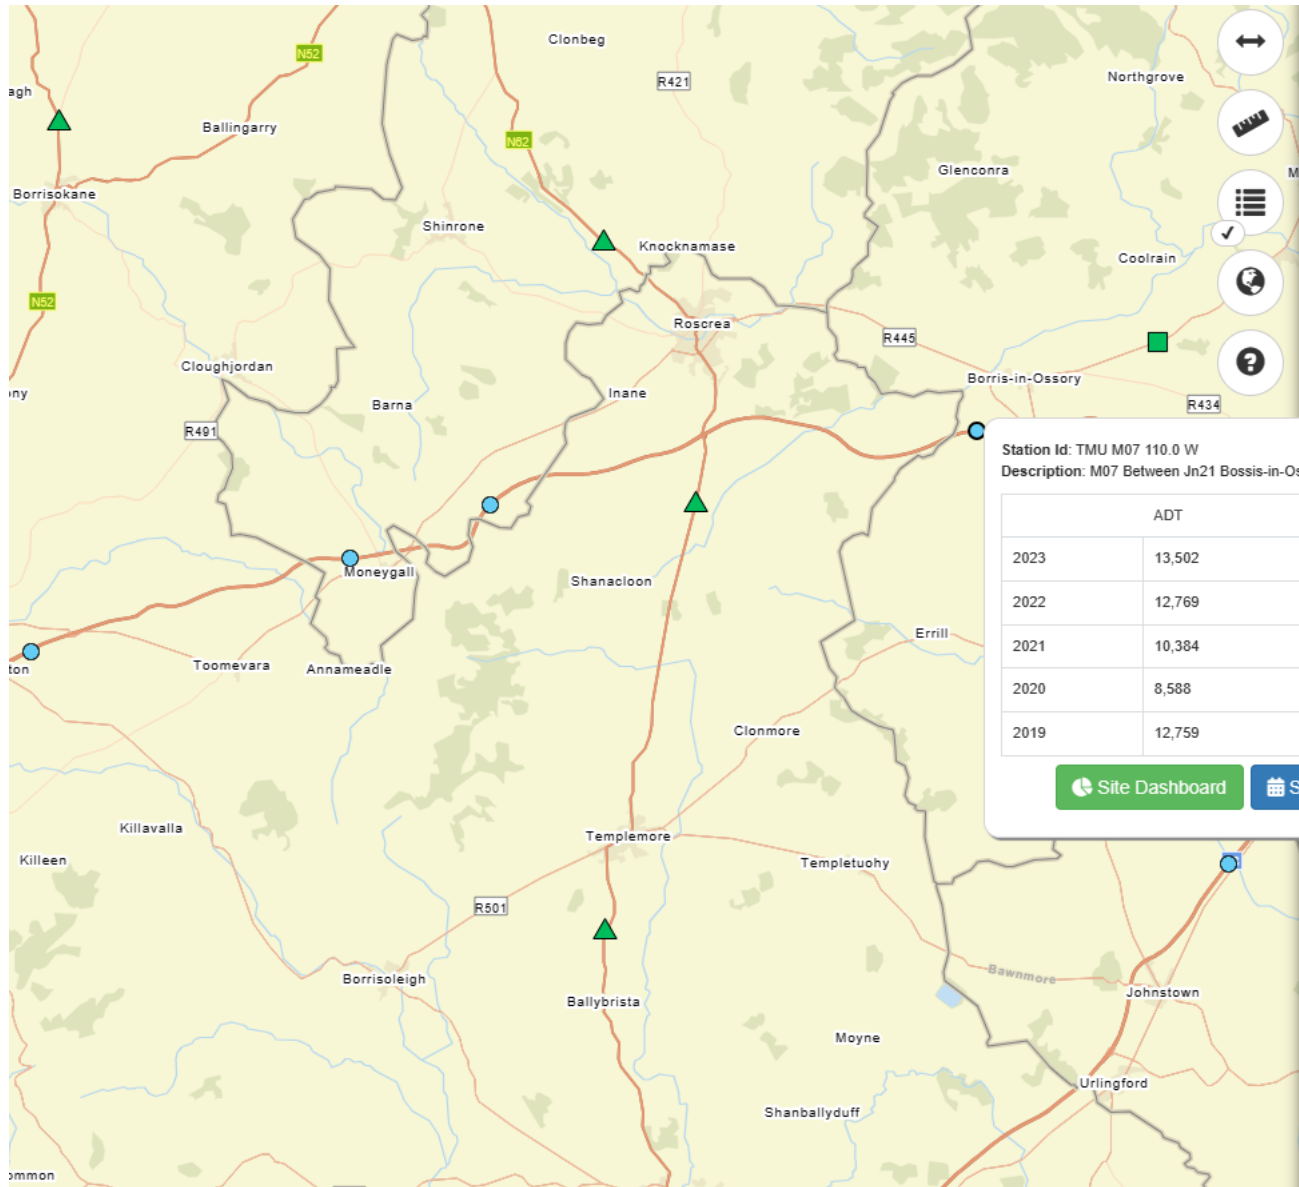 Clonbeg
N52
Northgrove
R421
agh
Ballingarry
N62
Glenconra
M
Borrisokane
Shinrone
Knocknamase
Coolrain
N52
Roscrea
R445
Cloughjordan
Borris-in-Ossory
ony
Inane
Barna
R434
R491
Station Id: TMU M07 110.0 W
Description: M07 Between Jn21 Bossis-in-Os
ADT
2023 13,502
2022 12,769
2021 10,384
2020 8,588
2019 12,759
Site Dashboard S
Moneygall
Shanacloon
Errill
ton
Toomevara
Annameadle
Clonmore
Killavalla
Templemore
Killeen
Templetuohy
R501
Bawnmore
Borrisoleigh
Johnstown
Ballybrista
Moyne
Urlingford
Shanballyduff
ommon